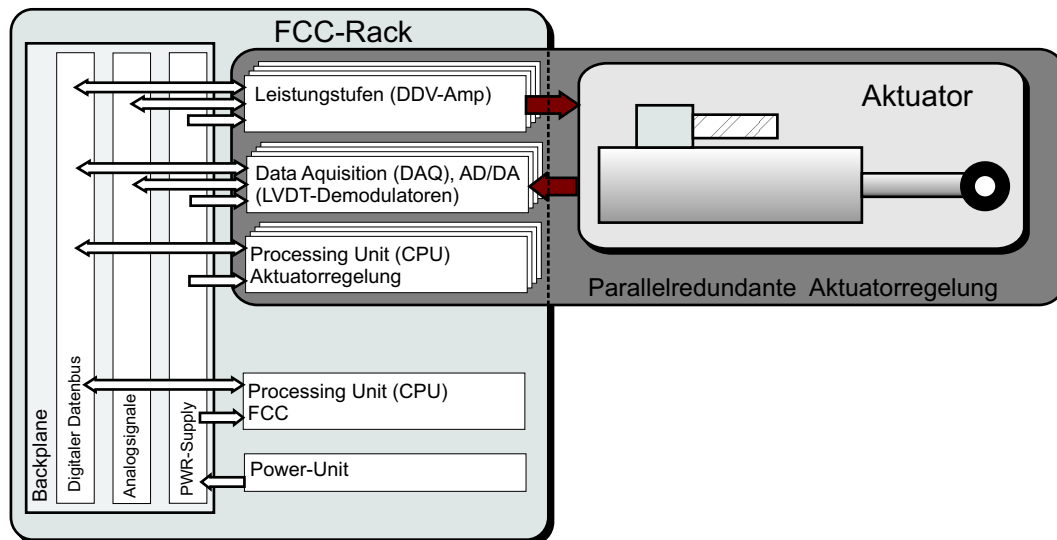 FCC-Rack
Leistungstufen (DDV-Amp)
Aktuator
Data Aquisition (DAQ), AD/DA
(LVDT-Demodulatoren)
Processing Unit (CPU)
Aktuatorregelung
Parallelredundante Aktuatorregelung
Processing Unit (CPU)
FCC
Power-Unit
Backplane
Digitaler Datenbus
Analogsignale
PWR-Supply